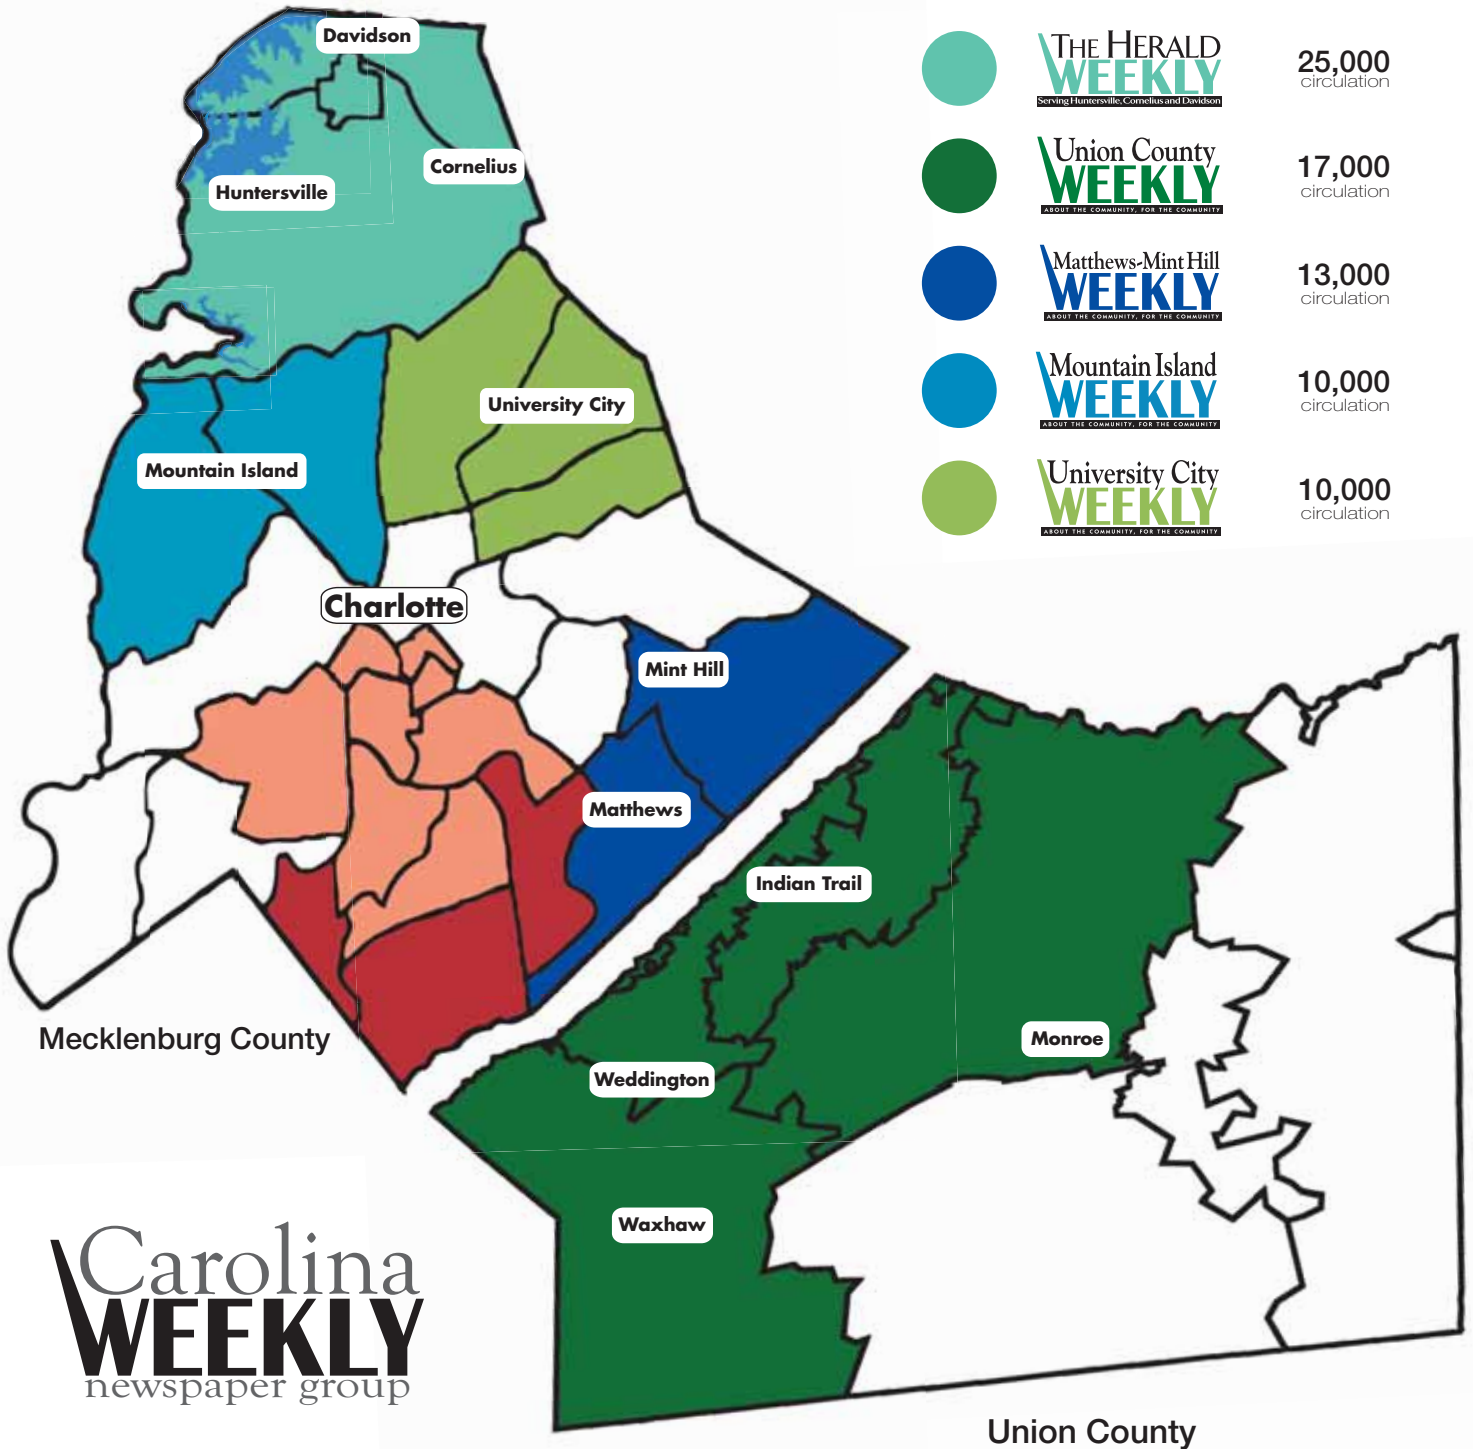 Davidson
Cornelius
Huntersville
University City
Mountain Island
Charlotte
Mint Hill
Matthews
Indian Trail
Mecklenburg County
Monroe
Weddington
Waxhaw
Union County
THE HERALD
WEEKLY
Serving Huntersville, Cornelius and Davidson
25,000
circulation
Union County
WEEKLY
ABOUT THE COMMUNITY, FOR THE COMMUNITY
17,000
circulation
Matthews-Mint Hill
WEEKLY
ABOUT THE COMMUNITY, FOR THE COMMUNITY
13,000
circulation
Mountain Island
WEEKLY
ABOUT THE COMMUNITY, FOR THE COMMUNITY
10,000
circulation
University City
WEEKLY
ABOUT THE COMMUNITY, FOR THE COMMUNITY
10,000
circulation
Carolina
WEEKLY
newspaper group